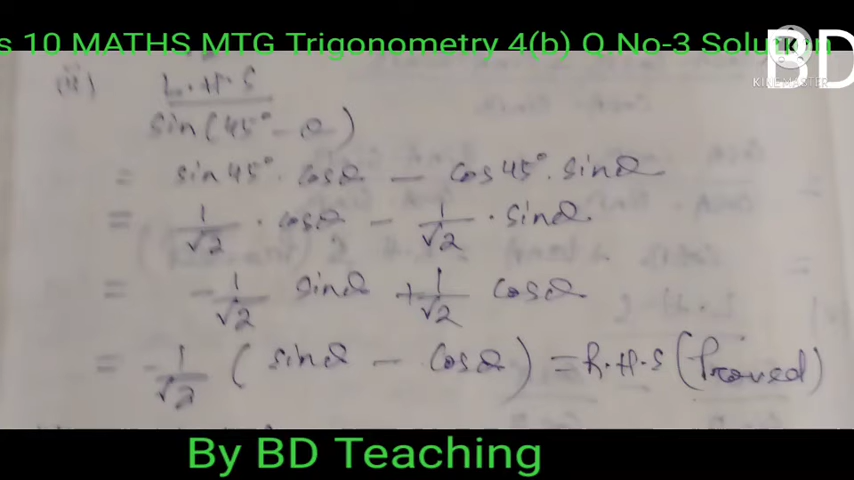 s 10 MATHS MTG Trigonometry 4(b) Q.No-3 Solution
BD
KINEMASTER
(ii) L.H.S
sin(45° - θ)
= sin45°. cosθ - cos45°. sinθ
= 1/√2 · cosθ - 1/√2 · sinθ
= -1/√2 sinθ + 1/√2 cosθ
= -1/√2 ( sinθ - cosθ ) = R.H.S (Proved)
By BD Teaching